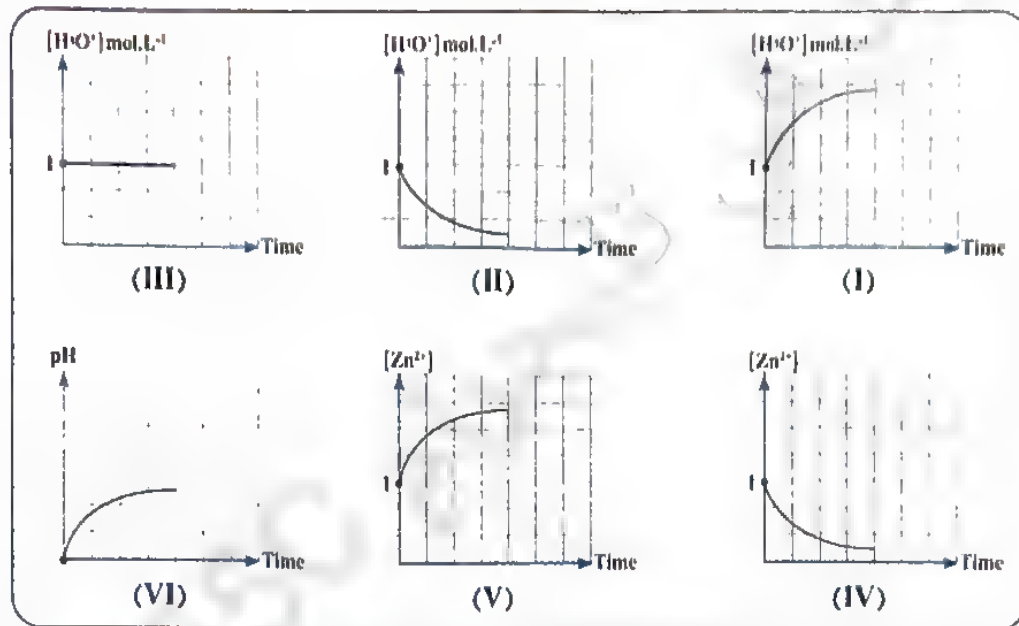 [H³O⁺] mol.L⁻¹ [H³O⁺] mol.L⁻¹ [H³O⁺] mol.L⁻¹
1 1 1
Time Time Time
(III) (II) (I)
pH [Zn²⁺] [Zn²⁺]
1 1
Time Time Time
(VI) (V) (IV)